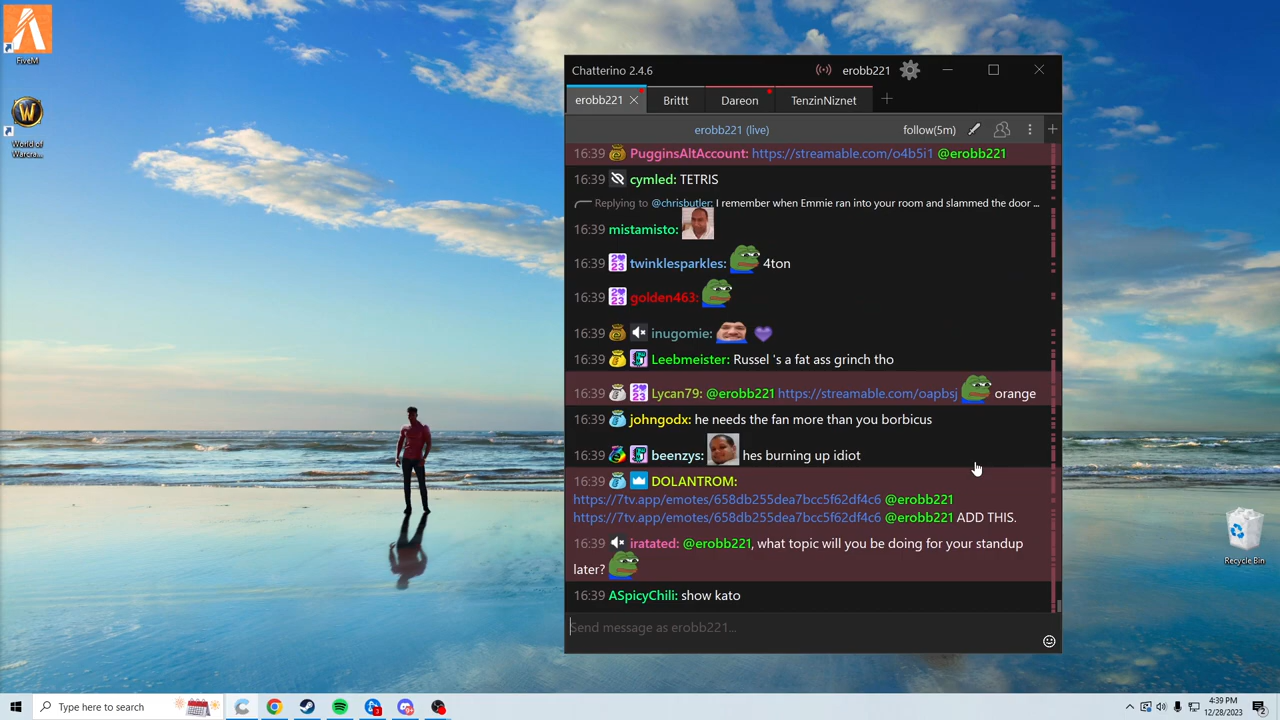 FiveM
World of
Warcra...
Chatterino 2.4.6
erobb221
erobb221
Brittt
Dareon
TenzinNiznet
erobb221 (live)
follow(5m)
16:39 PugginsAltAccount: https://streamable.com/o4b5i1 @erobb221
16:39 cymled: TETRIS
Replying to @chrisbutler: I remember when Emmie ran into your room and slammed the door ...
16:39 mistamisto:
16:39 twinklesparkles: 4ton
16:39 golden463:
16:39 inugomie:
16:39 Leebmeister: Russel 's a fat ass grinch tho
16:39 Lycan79: @erobb221 https://streamable.com/oapbsj orange
16:39 johngodx: he needs the fan more than you borbicus
16:39 beenzys: hes burning up idiot
16:39 DOLANTROM:
https://7tv.app/emotes/658db255dea7bcc5f62df4c6 @erobb221
https://7tv.app/emotes/658db255dea7bcc5f62df4c6 @erobb221 ADD THIS.
16:39 iratated: @erobb221, what topic will you be doing for your standup
later?
16:39 ASpicyChili: show kato
Send message as erobb221...
Recycle Bin
Type here to search
4:39 PM
12/28/2023